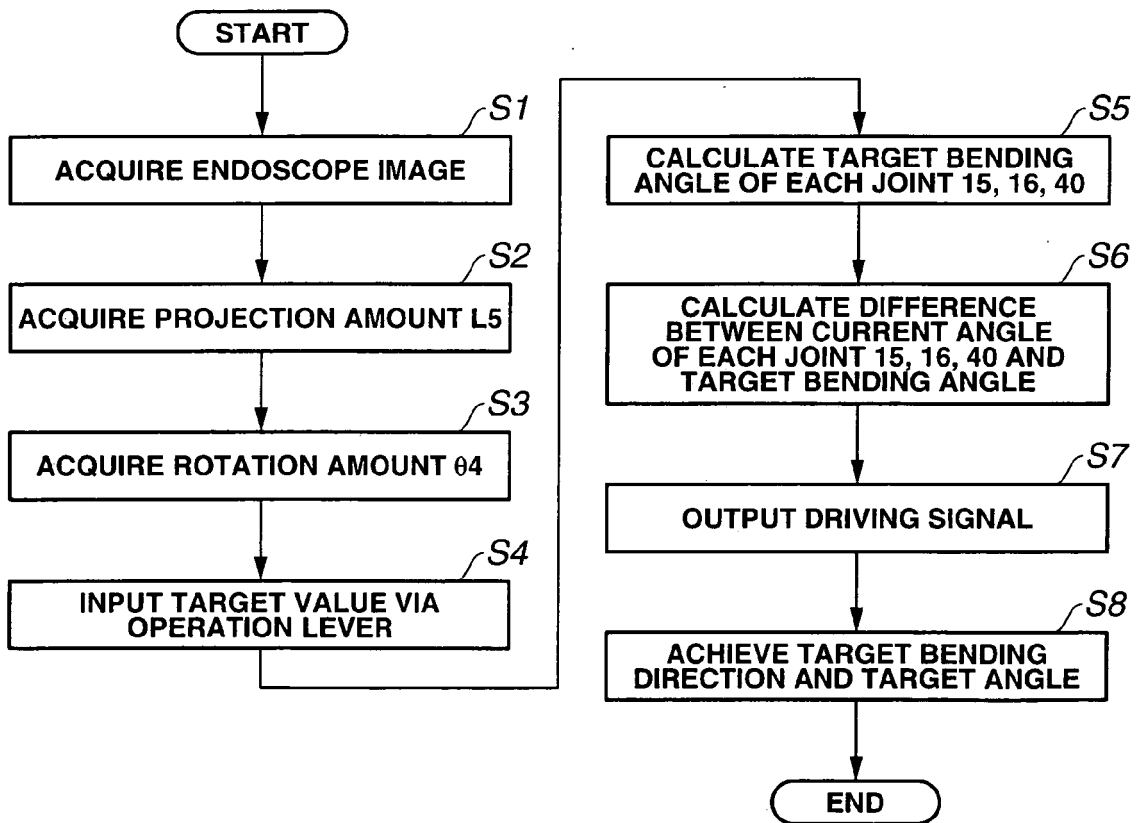 START
S1
ACQUIRE ENDOSCOPE IMAGE
S2
ACQUIRE PROJECTION AMOUNT L5
S3
ACQUIRE ROTATION AMOUNT θ4
S4
INPUT TARGET VALUE VIA
OPERATION LEVER
S5
CALCULATE TARGET BENDING
ANGLE OF EACH JOINT 15, 16, 40
S6
CALCULATE DIFFERENCE
BETWEEN CURRENT ANGLE
OF EACH JOINT 15, 16, 40 AND
TARGET BENDING ANGLE
S7
OUTPUT DRIVING SIGNAL
S8
ACHIEVE TARGET BENDING
DIRECTION AND TARGET ANGLE
END